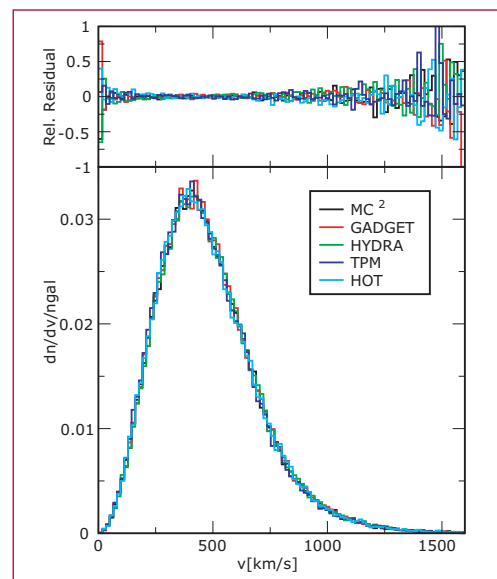 Rel. Residual
1
0.5
0
-0.5
-1
dn/dv/ngal
0.03
0.02
0.01
0
MC 2
GADGET
HYDRA
TPM
HOT
0
500
1000
1500
v[km/s]